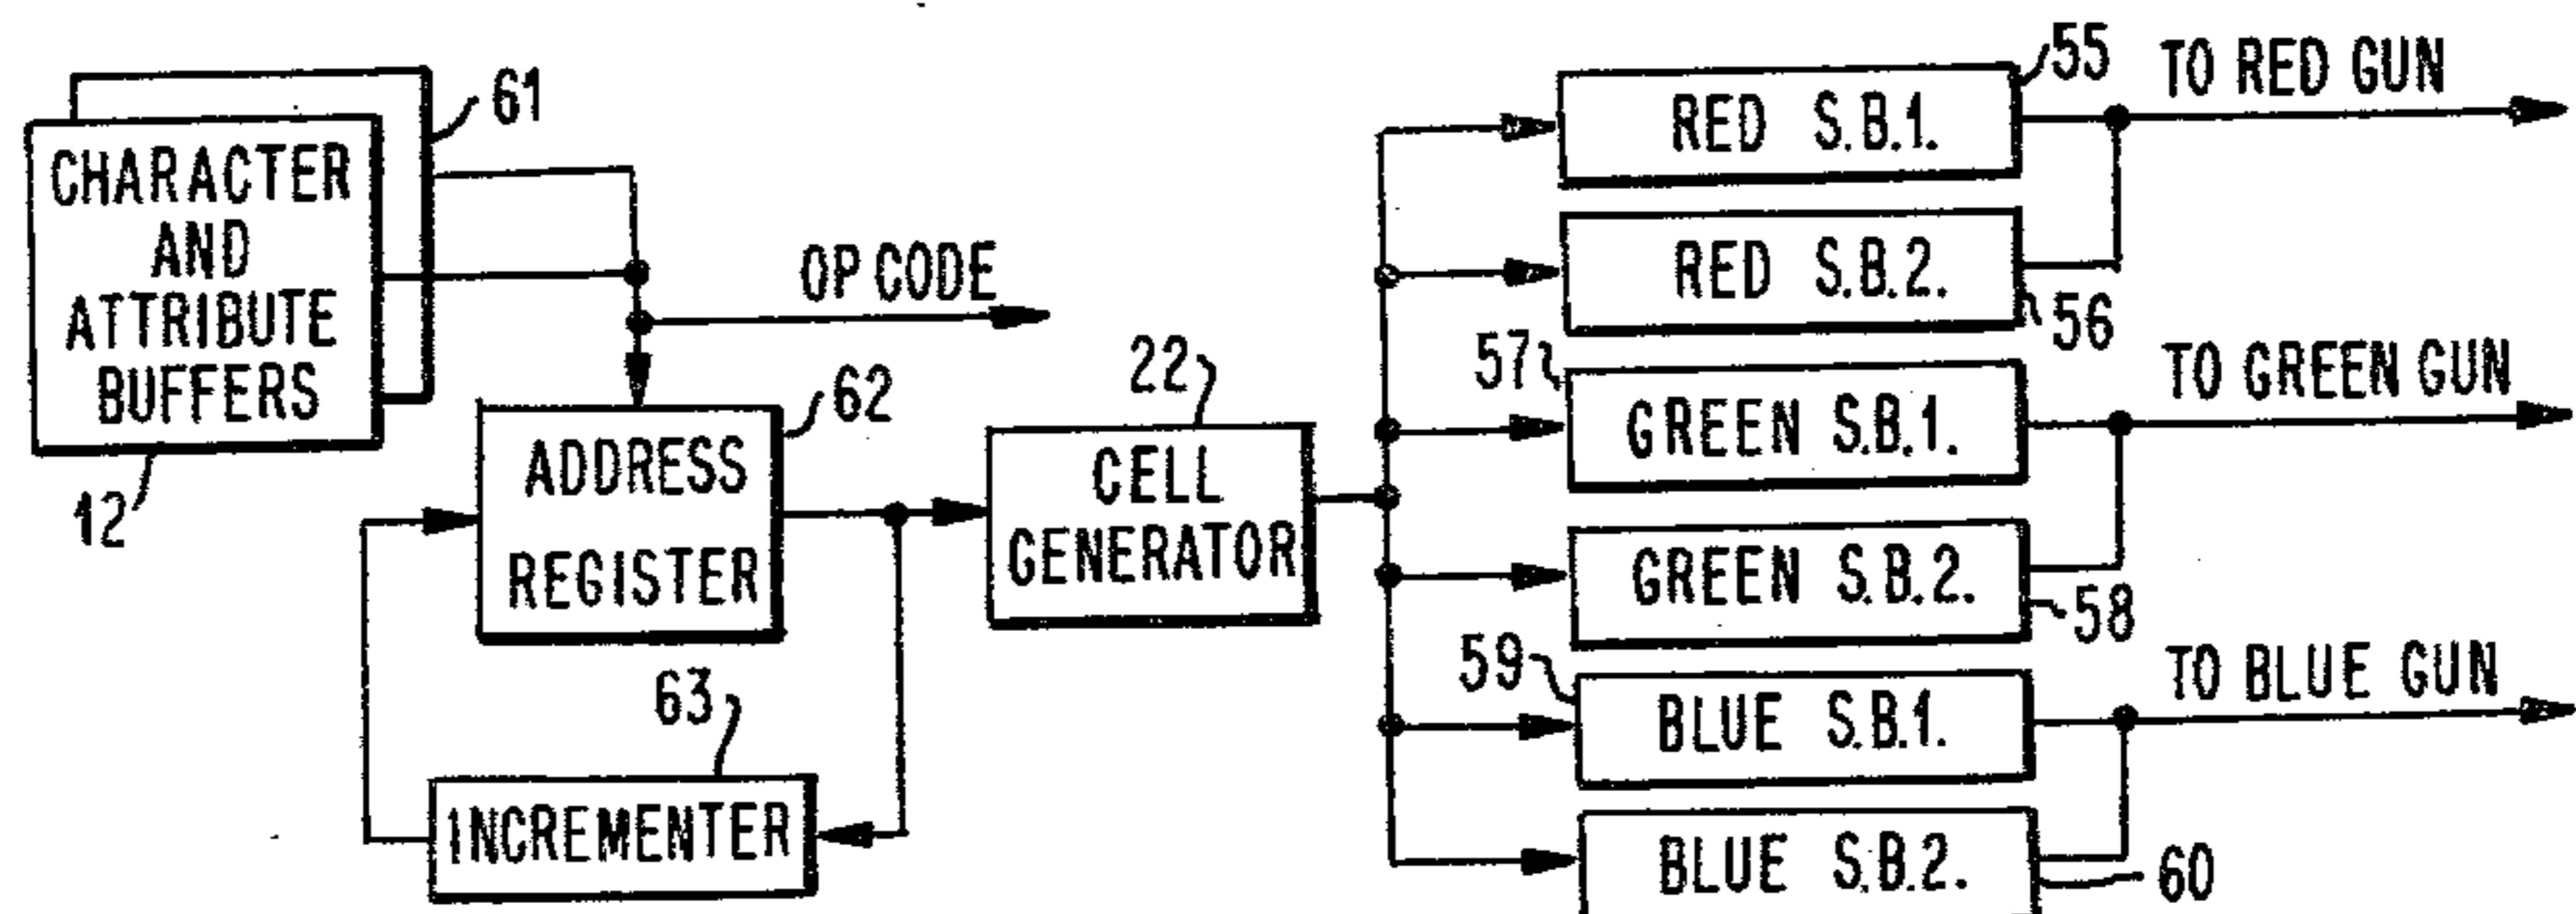 CHARACTER
AND
ATTRIBUTE
BUFFERS
12
61
OP CODE
ADDRESS
REGISTER
62
INCREMENTER
63
CELL
GENERATOR
22
RED S.B.1.
55
TO RED GUN
RED S.B.2.
56
57
GREEN S.B.1.
TO GREEN GUN
GREEN S.B.2.
58
59
BLUE S.B.1.
TO BLUE GUN
BLUE S.B.2.
60